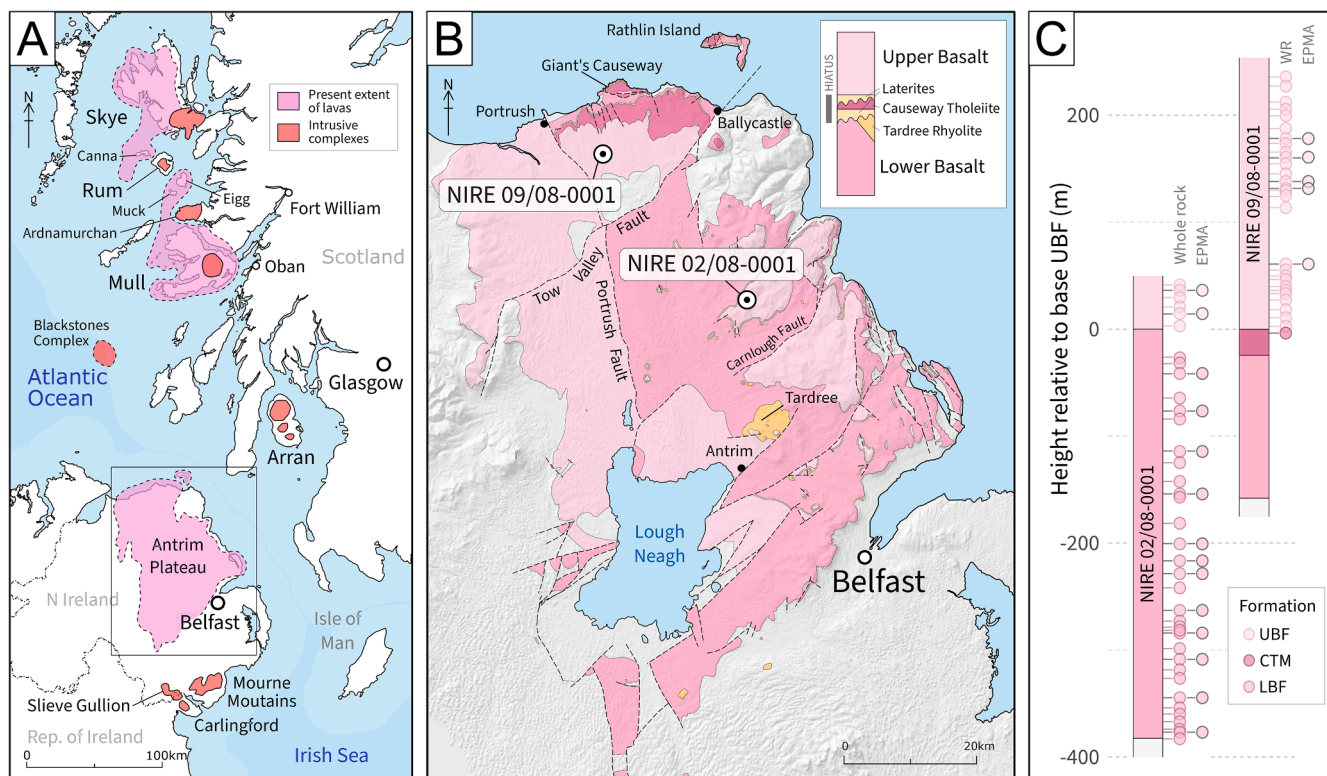 A
N
Skye
Canna
Rum
Muck
Eigg
Ardnamurchan
Mull
Present extent
of lavas
Intrusive
complexes
Fort William
Oban
Scotland
Blackstones
Complex
Atlantic
Ocean
Glasgow
Arran
Antrim
Plateau
N Ireland
Belfast
Isle of
Man
Slieve Gullion
Mourne
Moutains
Carlingford
Rep. of Ireland
0
100km
Irish Sea
B
N
Rathlin Island
Giant's Causeway
Portrush
Ballycastle
HIATUS
Upper Basalt
Laterites
Causeway Tholeiite
Tardree Rhyolite
Lower Basalt
NIRE 09/08-0001
NIRE 02/08-0001
Tow Valley Fault
Portrush Fault
Carnlough Fault
Tardree
Antrim
Lough
Neagh
Belfast
0
20km
C
Height relative to base UBF (m)
200
0
-200
-400
NIRE 02/08-0001
Whole rock
EPMA
NIRE 09/08-0001
WR
EPMA
Formation
UBF
CTM
LBF